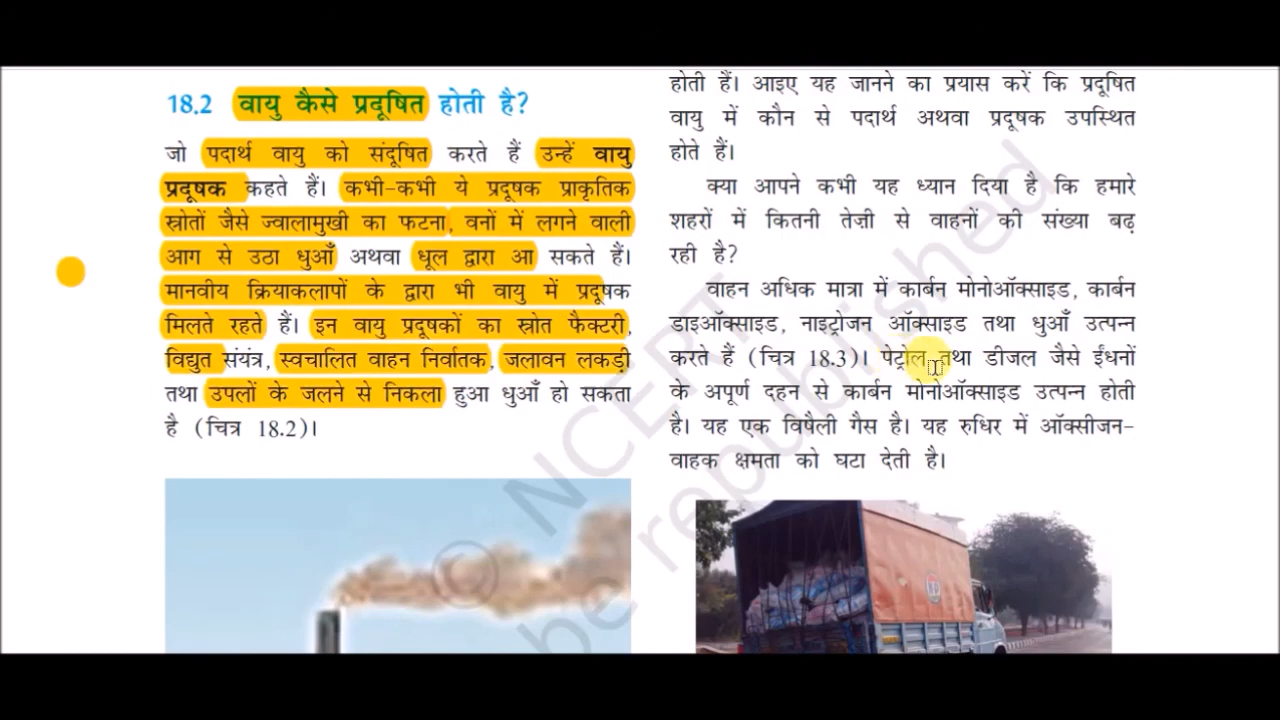 18.2 वायु कैसे प्रदूषित होती है?
जो पदार्थ वायु को संदूषित करते हैं उन्हें वायु
प्रदूषक कहते हैं। कभी-कभी ये प्रदूषक प्राकृतिक
स्रोतों जैसे ज्वालामुखी का फटना, वनों में लगने वाली
आग से उठा धुआँ अथवा धूल द्वारा आ सकते हैं।
मानवीय क्रियाकलापों के द्वारा भी वायु में प्रदूषक
मिलते रहते हैं। इन वायु प्रदूषकों का स्रोत फैक्टरी,
विद्युत संयंत्र, स्वचालित वाहन निर्वातक, जलावन लकड़ी
तथा उपलों के जलने से निकला हुआ धुआँ हो सकता
है (चित्र 18.2)।
होती हैं। आइए यह जानने का प्रयास करें कि प्रदूषित
वायु में कौन से पदार्थ अथवा प्रदूषक उपस्थित
होते हैं।
क्या आपने कभी यह ध्यान दिया है कि हमारे
शहरों में कितनी तेज़ी से वाहनों की संख्या बढ़
रही है?
वाहन अधिक मात्रा में कार्बन मोनोऑक्साइड, कार्बन
डाइऑक्साइड, नाइट्रोजन ऑक्साइड तथा धुआँ उत्पन्न
करते हैं (चित्र 18.3)। पेट्रोल तथा डीजल जैसे ईंधनों
के अपूर्ण दहन से कार्बन मोनोऑक्साइड उत्पन्न होती
है। यह एक विषैली गैस है। यह रुधिर में ऑक्सीजन-
वाहक क्षमता को घटा देती है।
© NCERT
be republished